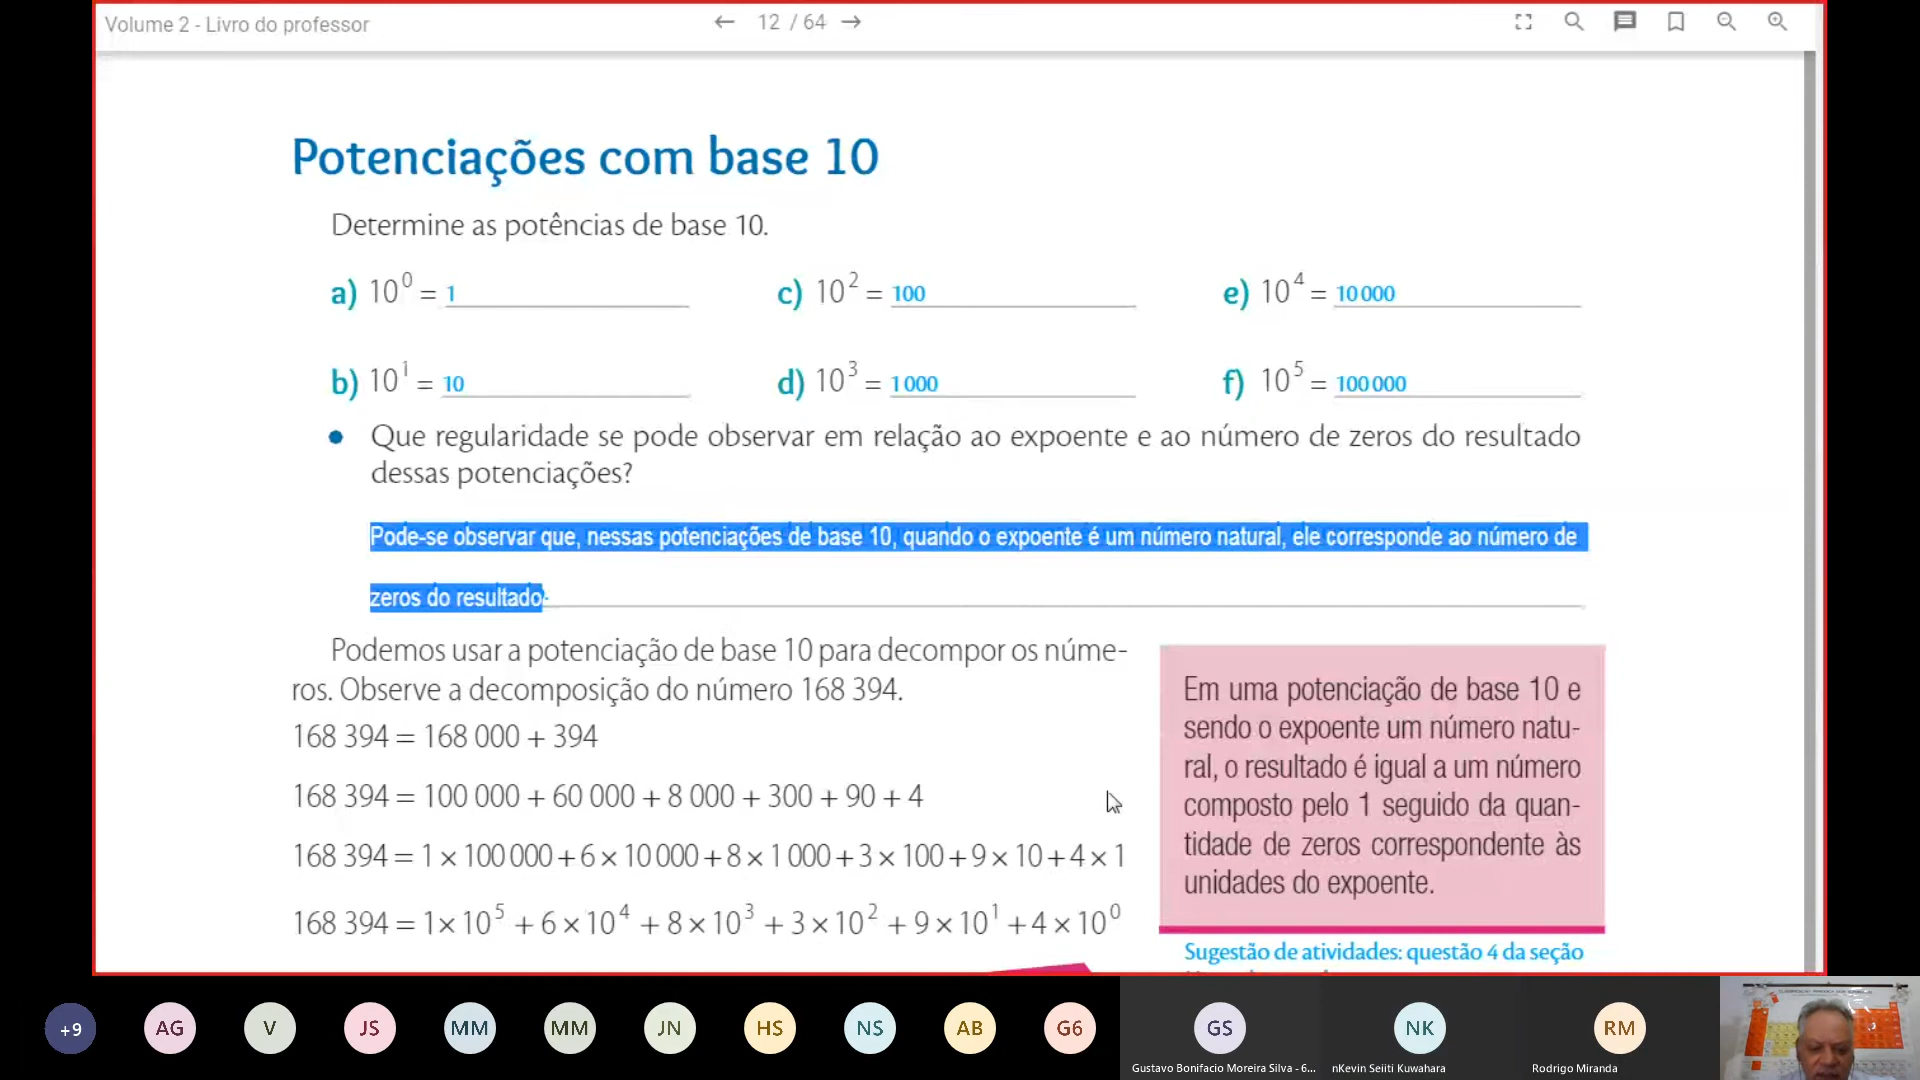 Volume 2 - Livro do professor
← 12 / 64 →
Potenciações com base 10
Determine as potências de base 10.
a) 10⁰ = 1
c) 10² = 100
e) 10⁴ = 10 000
b) 10¹ = 10
d) 10³ = 1 000
f) 10⁵ = 100 000
• Que regularidade se pode observar em relação ao expoente e ao número de zeros do resultado
dessas potenciações?
Pode-se observar que, nessas potenciações de base 10, quando o expoente é um número natural, ele corresponde ao número de
zeros do resultado.
Podemos usar a potenciação de base 10 para decompor os núme-
ros. Observe a decomposição do número 168 394.
168 394 = 168 000 + 394
168 394 = 100 000 + 60 000 + 8 000 + 300 + 90 + 4
168 394 = 1 × 100 000 + 6 × 10 000 + 8 × 1 000 + 3 × 100 + 9 × 10 + 4 × 1
168 394 = 1 × 10⁵ + 6 × 10⁴ + 8 × 10³ + 3 × 10² + 9 × 10¹ + 4 × 10⁰
Em uma potenciação de base 10 e
sendo o expoente um número natu-
ral, o resultado é igual a um número
composto pelo 1 seguido da quan-
tidade de zeros correspondente às
unidades do expoente.
Sugestão de atividades: questão 4 da seção
+9
AG
V
JS
MM
MM
JN
HS
NS
AB
G6
GS
NK
RM
Gustavo Bonifacio Moreira Silva - 6...
nKevin Seiiti Kuwahara
Rodrigo Miranda